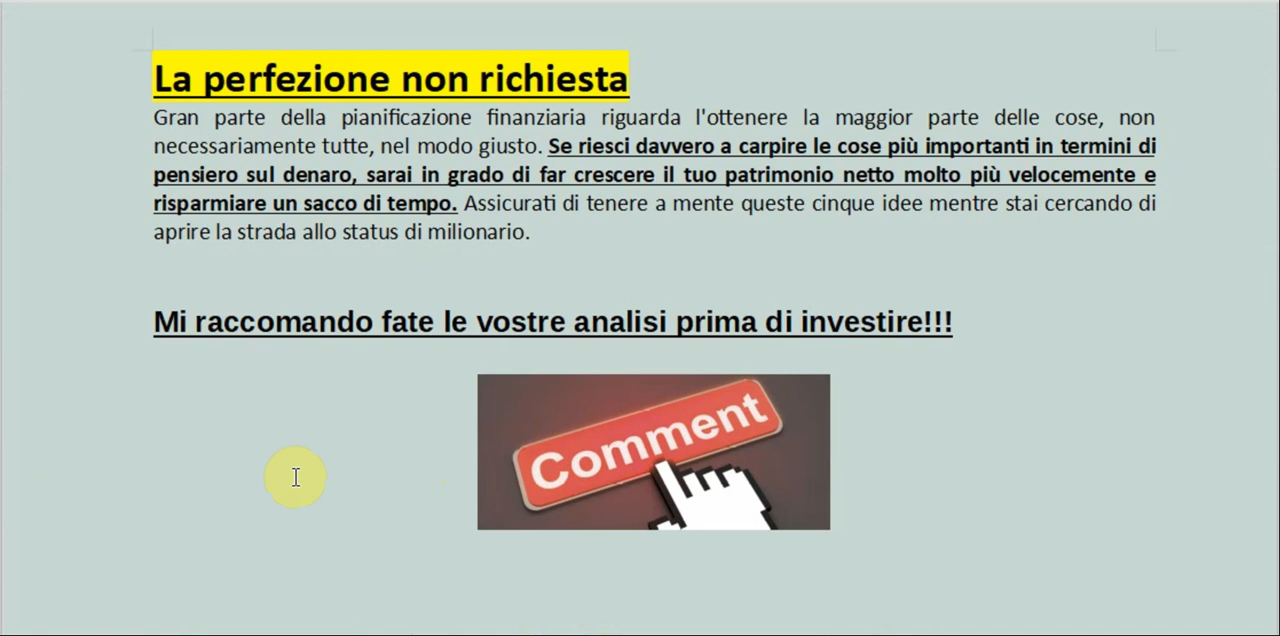 La perfezione non richiesta
Gran parte della pianificazione finanziaria riguarda l'ottenere la maggior parte delle cose, non
necessariamente tutte, nel modo giusto. Se riesci davvero a carpire le cose più importanti in termini di
pensiero sul denaro, sarai in grado di far crescere il tuo patrimonio netto molto più velocemente e
risparmiare un sacco di tempo. Assicurati di tenere a mente queste cinque idee mentre stai cercando di
aprire la strada allo status di milionario.
Mi raccomando fate le vostre analisi prima di investire!!!
Comment